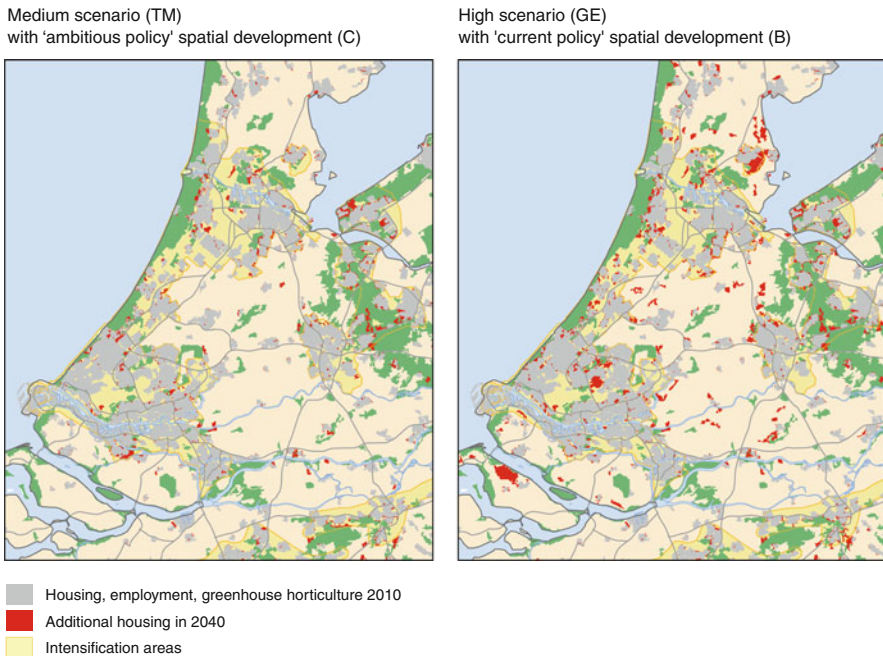 Medium scenario (TM)
with ‘ambitious policy' spatial development (C)
High scenario (GE)
with 'current policy' spatial development (B)
Housing, employment, greenhouse horticulture 2010
Additional housing in 2040
Intensification areas